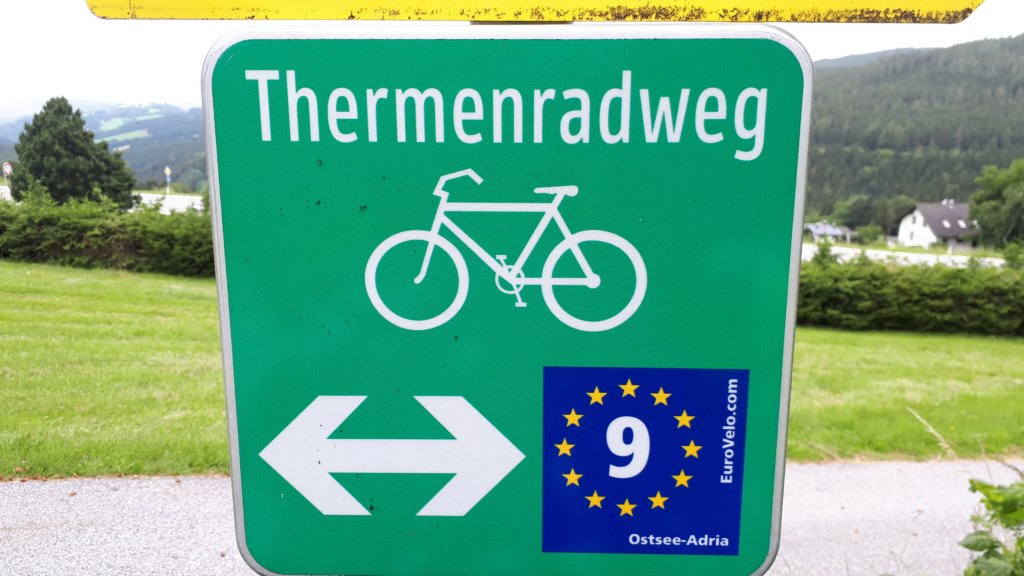 Thermenradweg
9
EuroVelo.com
Ostsee-Adria